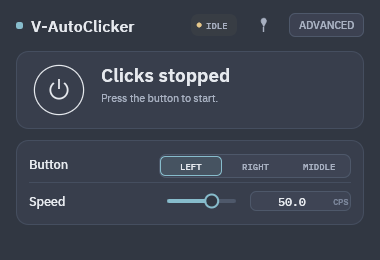 V-AutoClicker
IDLE
ADVANCED
Clicks stopped
Press the button to start.
Button
LEFT
RIGHT
MIDDLE
Speed
50.0
CPS